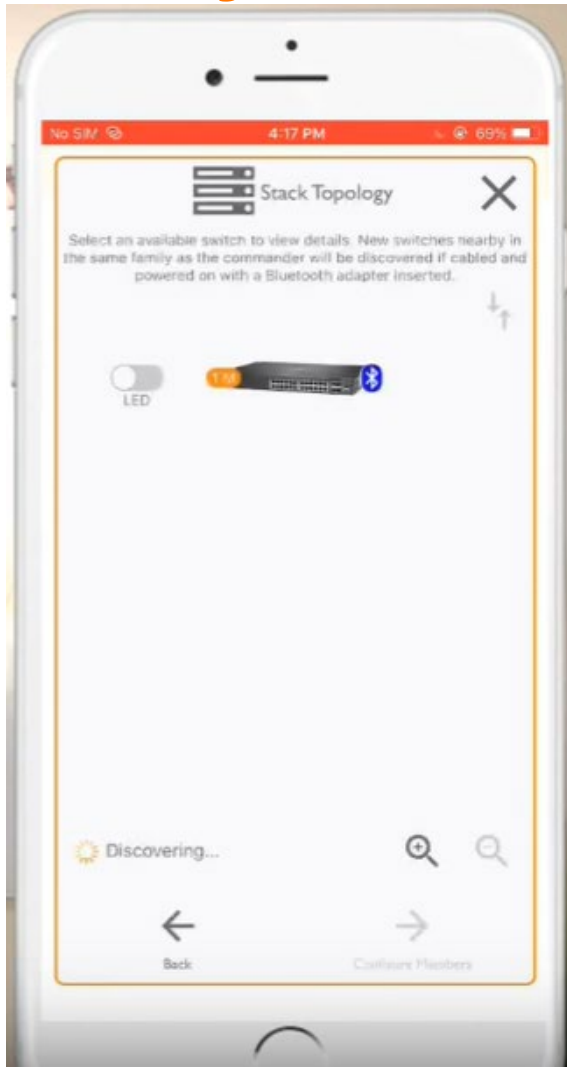 No SIM
4:17 PM
69%
Stack Topology
Select an available switch to view details. New switches nearby in
the same family as the commander will be discovered if cabled and
powered on with a Bluetooth adapter inserted.
LED
Discovering...
Back
Configure Members